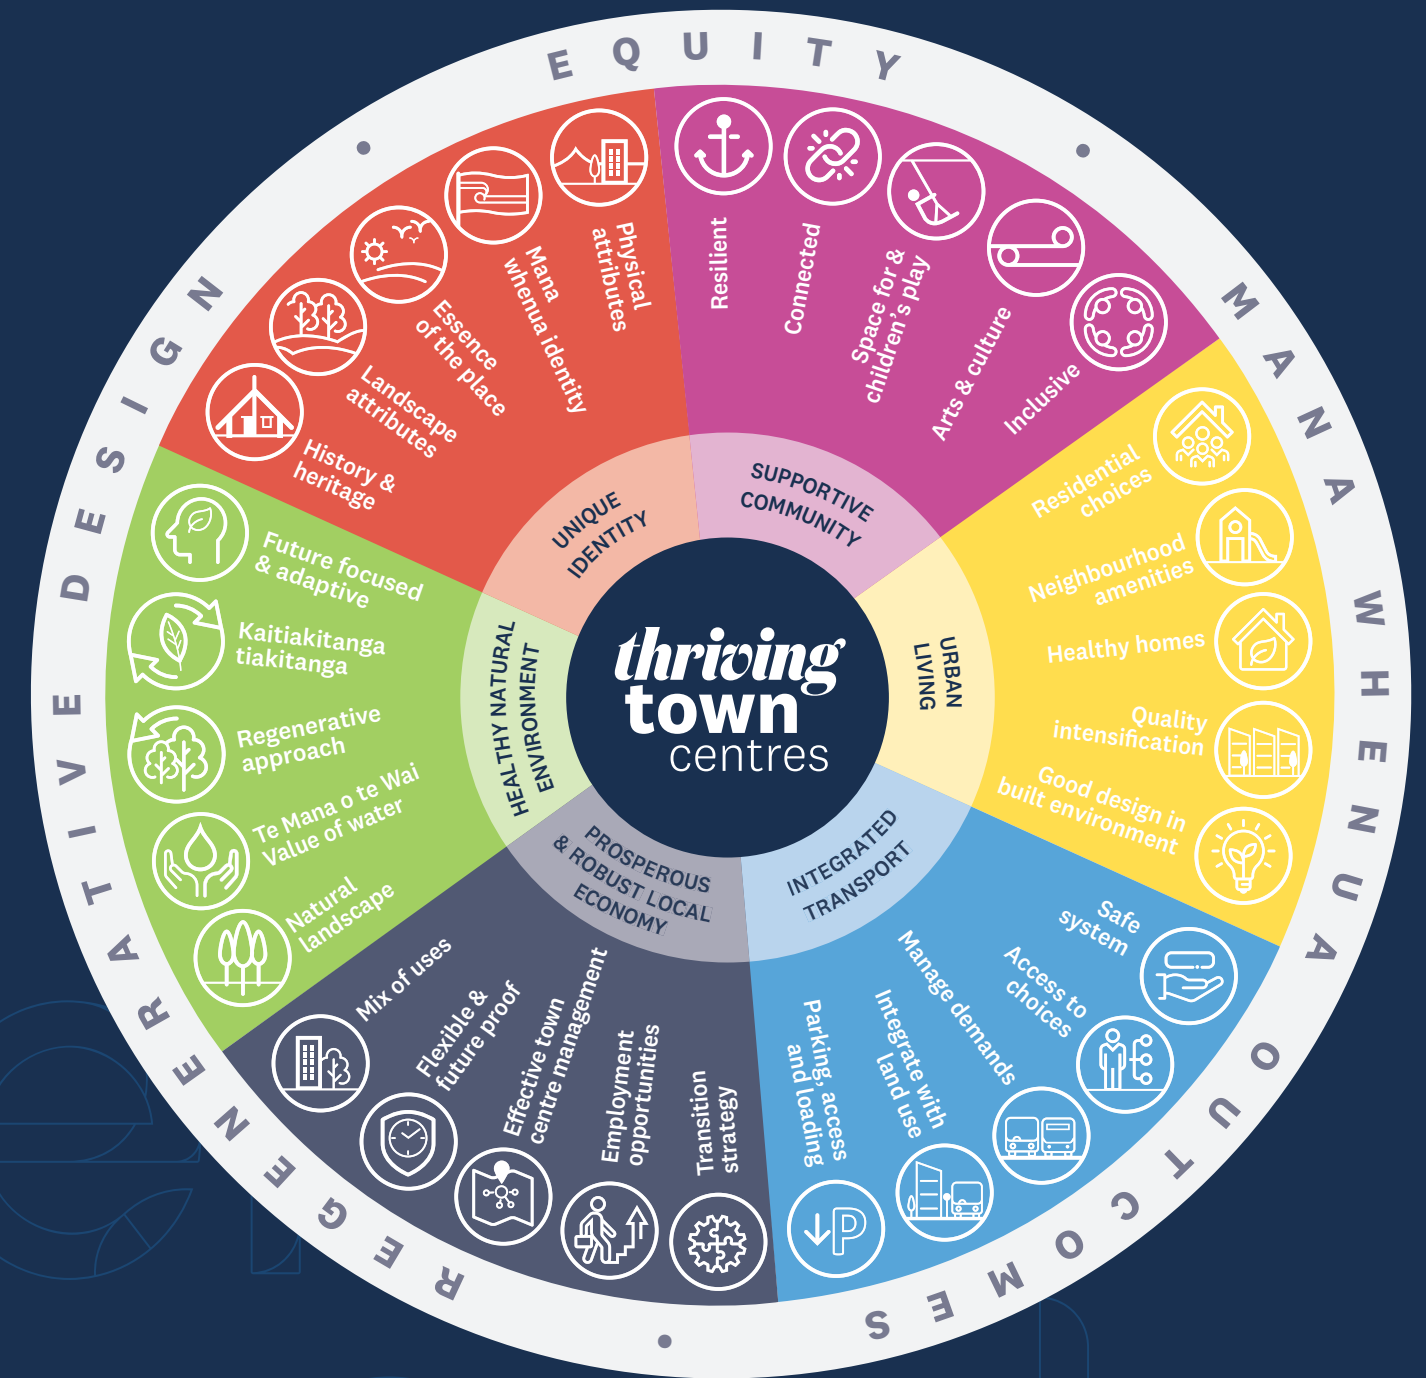 EQUITY
MANA WHENUA OUTCOMES
REGENERATIVE DESIGN
thriving
town
centres
SUPPORTIVE
COMMUNITY
Resilient
Connected
Space for &
children's play
Arts & culture
Inclusive
URBAN
LIVING
Residential
choices
Neighbourhood
amenities
Healthy homes
Quality
intensification
Good design in
built environment
INTEGRATED
TRANSPORT
Safe
system
Access to
choices
Manage demands
Integrate with
land use
Parking, access
and loading
P
PROSPEROUS
& ROBUST LOCAL
ECONOMY
Transition
strategy
Employment
opportunities
Effective town
centre management
Flexible &
future proof
Mix of uses
HEALTHY NATURAL
ENVIRONMENT
Natural
landscape
Te Mana o te Wai
Value of water
Regenerative
approach
Kaitiakitanga
tiakitanga
Future focused
& adaptive
UNIQUE
IDENTITY
History &
heritage
Landscape
attributes
Essence
of the place
Mana
whenua identity
Physical
attributes